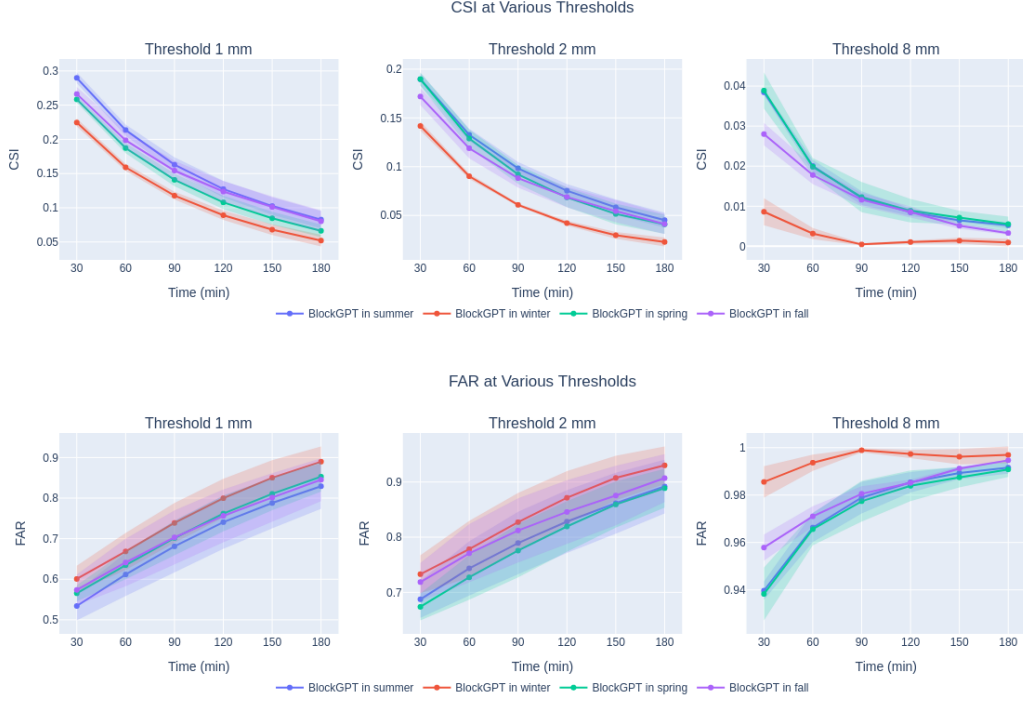 CSI at Various Thresholds
Threshold 1 mm
Threshold 2 mm
Threshold 8 mm
0.3
0.25
0.2
0.15
0.1
0.05
CSI
30 60 90 120 150 180
Time (min)
0.2
0.15
0.1
0.05
CSI
30 60 90 120 150 180
Time (min)
0.04
0.03
0.02
0.01
0
CSI
30 60 90 120 150 180
Time (min)
BlockGPT in summer BlockGPT in winter BlockGPT in spring BlockGPT in fall
FAR at Various Thresholds
Threshold 1 mm
Threshold 2 mm
Threshold 8 mm
0.9
0.8
0.7
0.6
0.5
FAR
30 60 90 120 150 180
Time (min)
0.9
0.8
0.7
FAR
30 60 90 120 150 180
Time (min)
1
0.98
0.96
0.94
FAR
30 60 90 120 150 180
Time (min)
BlockGPT in summer BlockGPT in winter BlockGPT in spring BlockGPT in fall